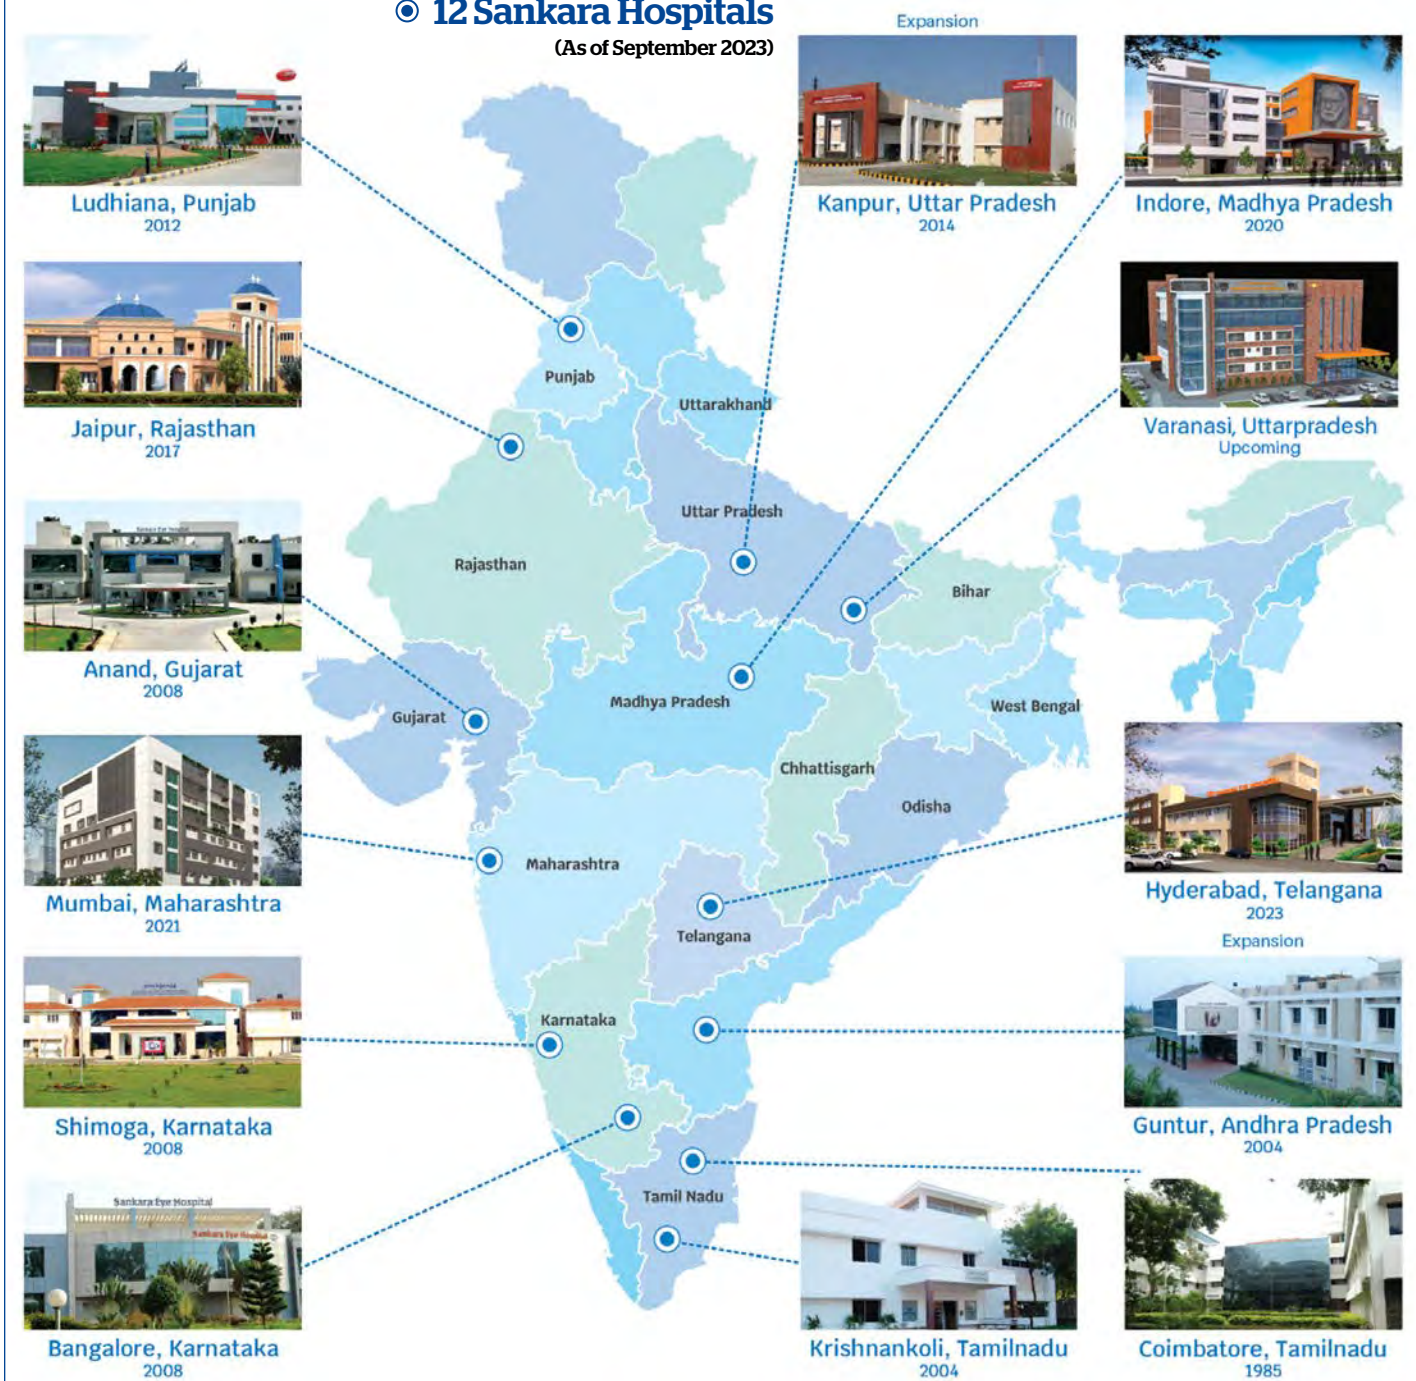 12 Sankara Hospitals
(As of September 2023)
Expansion
Ludhiana, Punjab
2012
Kanpur, Uttar Pradesh
2014
Indore, Madhya Pradesh
2020
Jaipur, Rajasthan
2017
Varanasi, Uttarpradesh
Upcoming
Anand, Gujarat
2008
Mumbai, Maharashtra
2021
Hyderabad, Telangana
2023
Expansion
Shimoga, Karnataka
2008
Guntur, Andhra Pradesh
2004
Sankara Eye Hospital
Sankara Eye Hospital
Bangalore, Karnataka
2008
Krishnankoli, Tamilnadu
2004
Coimbatore, Tamilnadu
1985
Punjab
Uttarakhand
Uttar Pradesh
Rajasthan
Bihar
Gujarat
Madhya Pradesh
West Bengal
Chhattisgarh
Odisha
Maharashtra
Telangana
Karnataka
Tamil Nadu